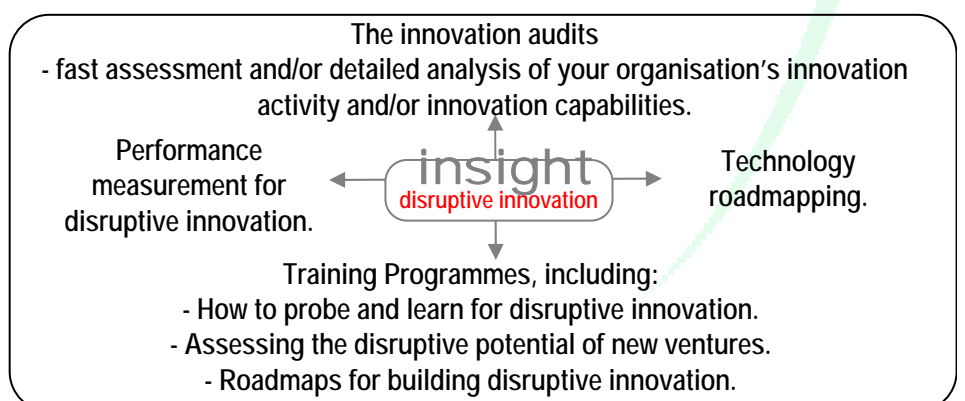 The innovation audits
- fast assessment and/or detailed analysis of your organisation's innovation
activity and/or innovation capabilities.
Performance
measurement for
disruptive innovation.
insight
disruptive innovation
Technology
roadmapping.
Training Programmes, including:
- How to probe and learn for disruptive innovation.
- Assessing the disruptive potential of new ventures.
- Roadmaps for building disruptive innovation.